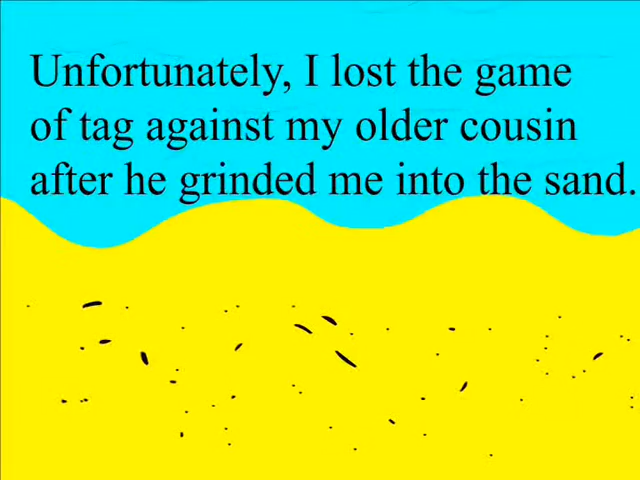 Unfortunately, I lost the game
of tag against my older cousin
after he grinded me into the sand.